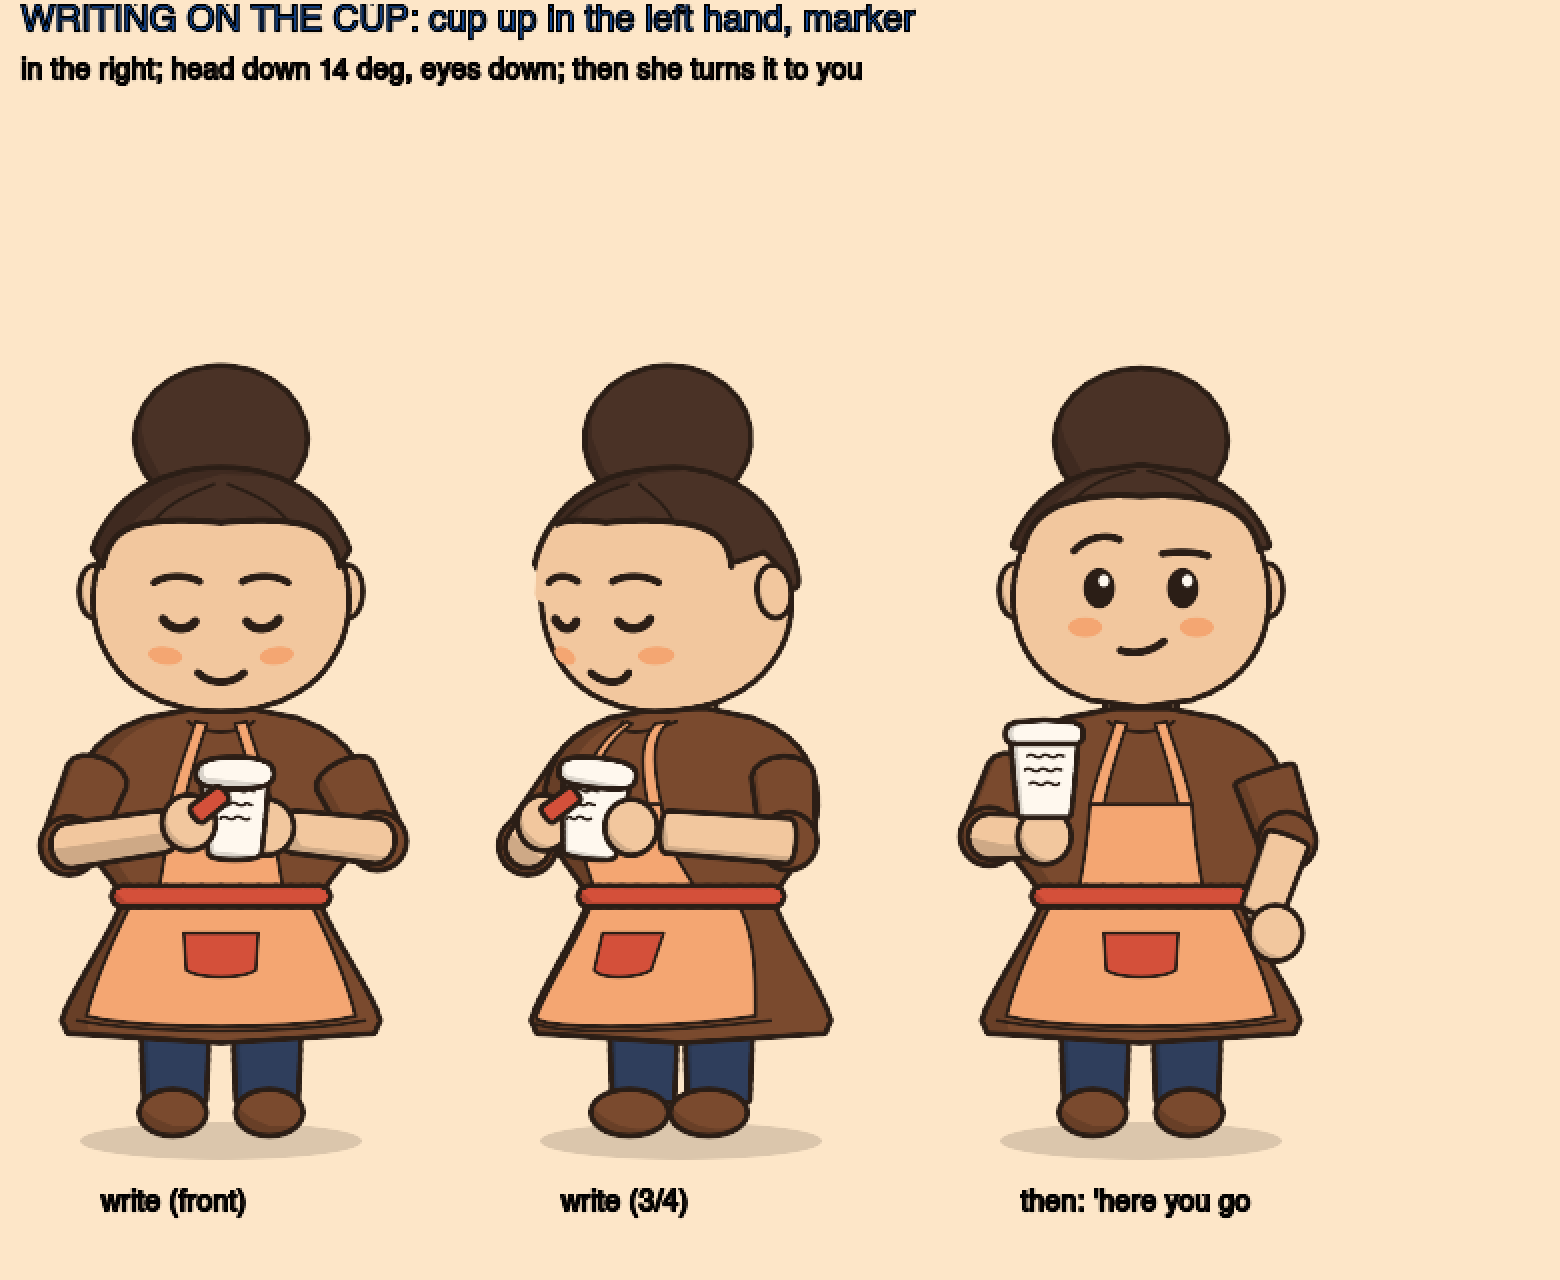 WRITING ON THE CUP: cup up in the left hand, marker
in the right; head down 14 deg, eyes down; then she turns it to you
write (front)
write (3/4)
then: 'here you go